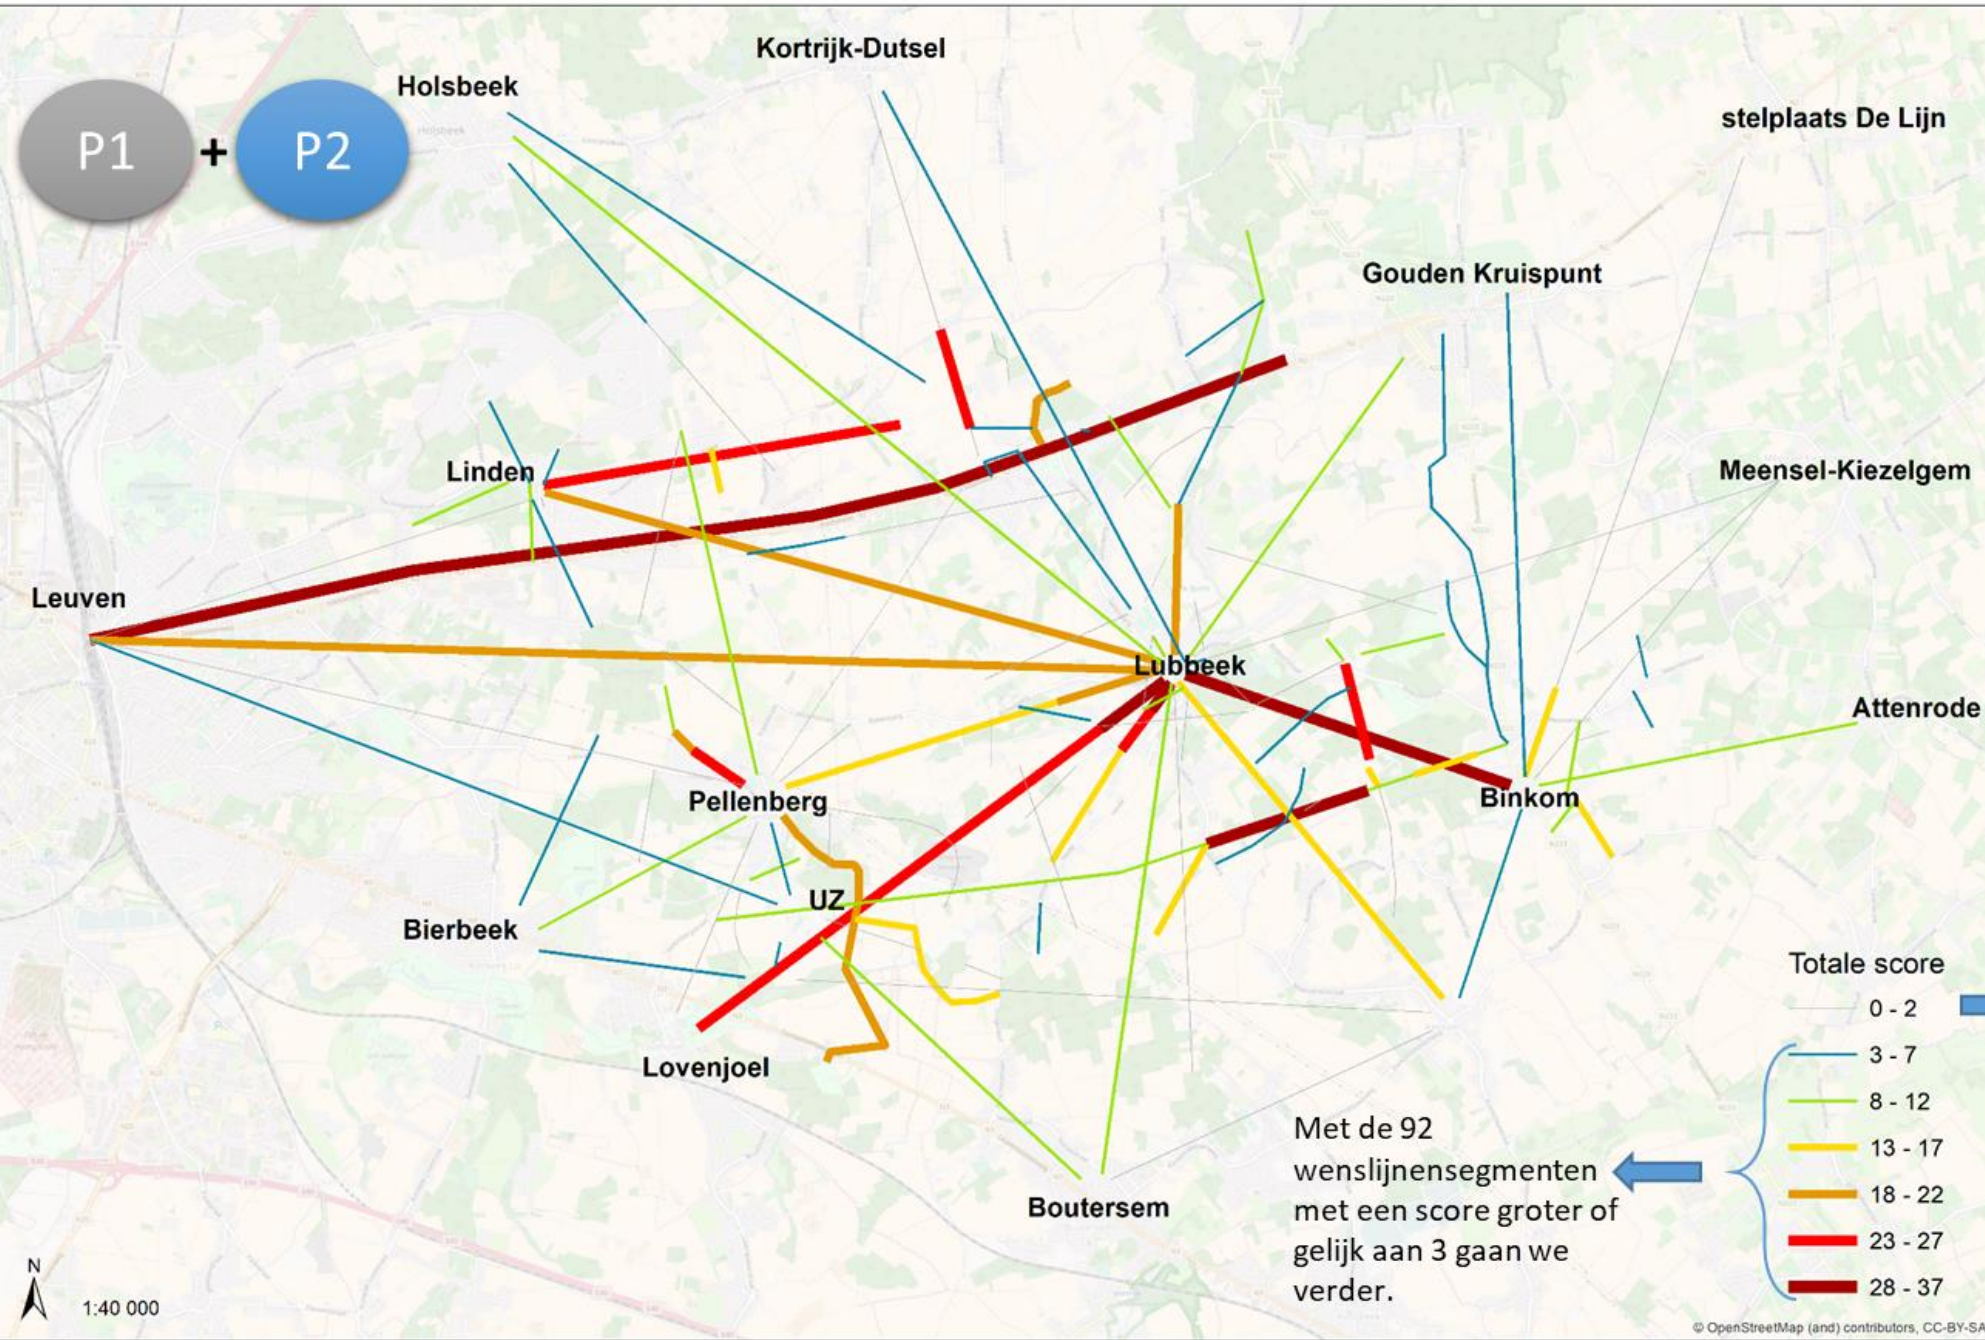 Kortrijk-Dutsel
Holsbeek
stelplaats De Lijn
P1 + P2
Holsbeek
Gouden Kruispunt
Linden
Meensel-Kiezelgem
Leuven
Lubbeek
Attenrode
Pellenberg
Binkom
UZ
Bierbeek
Lovenjoel
Boutersem
Met de 92
wenslijnensegmenten
met een score groter of
gelijk aan 3 gaan we
verder.
Totale score
0 - 2
3 - 7
8 - 12
13 - 17
18 - 22
23 - 27
28 - 37
N
1:40 000
© OpenStreetMap (and) contributors, CC-BY-SA